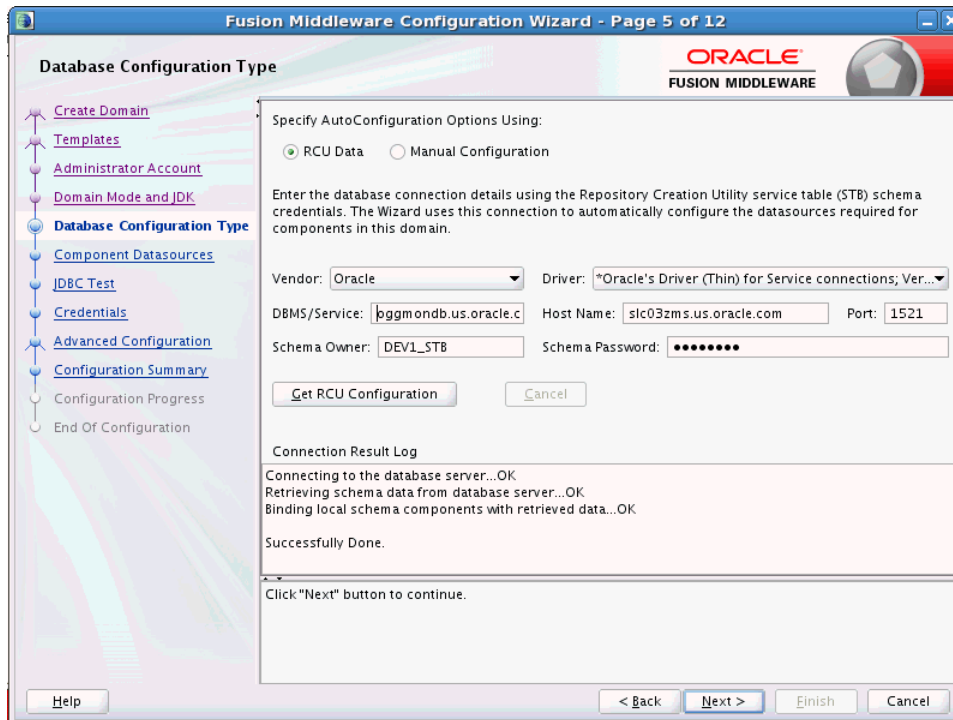 Fusion Middleware Configuration Wizard - Page 5 of 12
Database Configuration Type
ORACLE
FUSION MIDDLEWARE
Create Domain
Templates
Administrator Account
Domain Mode and JDK
Database Configuration Type
Component Datasources
JDBC Test
Credentials
Advanced Configuration
Configuration Summary
Configuration Progress
End Of Configuration
Specify AutoConfiguration Options Using:
RCU Data Manual Configuration
Enter the database connection details using the Repository Creation Utility service table (STB) schema
credentials. The Wizard uses this connection to automatically configure the datasources required for
components in this domain.
Vendor: Oracle Driver: *Oracle's Driver (Thin) for Service connections; Ver...
DBMS/Service: oggmondb.us.oracle.c Host Name: slc03zms.us.oracle.com Port: 1521
Schema Owner: DEV1_STB Schema Password: ●●●●●●●●
Get RCU Configuration Cancel
Connection Result Log
Connecting to the database server...OK
Retrieving schema data from database server...OK
Binding local schema components with retrieved data...OK
Successfully Done.
Click "Next" button to continue.
Help < Back Next > Finish Cancel